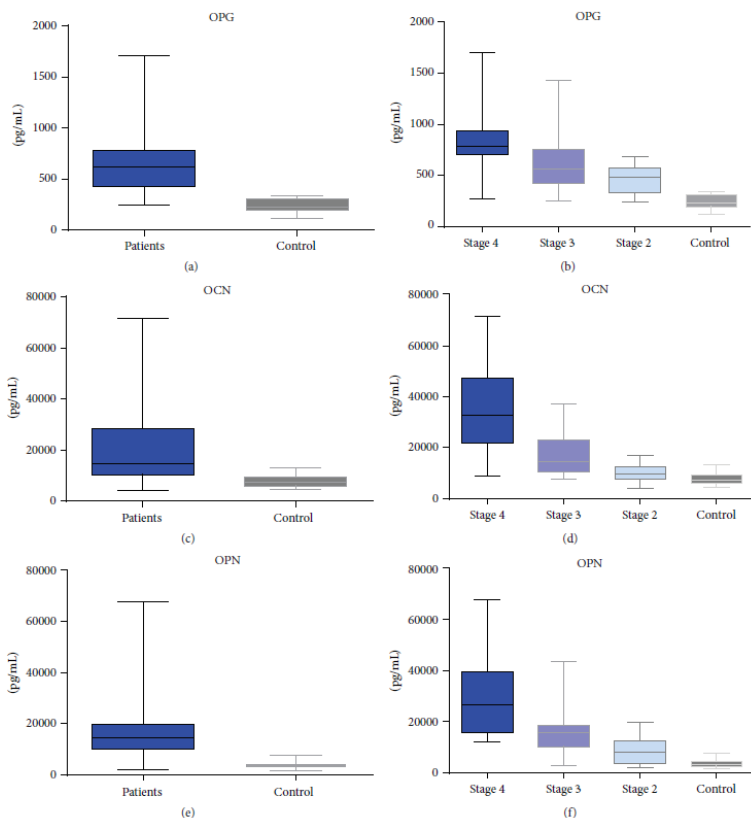 OPG
2000
1500
1000
500
0
(pg/mL)
Patients
Control
(a)
OPG
2000
1500
1000
500
0
(pg/mL)
Stage 4
Stage 3
Stage 2
Control
(b)
OCN
80000
60000
40000
20000
0
(pg/mL)
Patients
Control
(c)
OCN
80000
60000
40000
20000
0
(pg/mL)
Stage 4
Stage 3
Stage 2
Control
(d)
OPN
80000
60000
40000
20000
0
(pg/mL)
Patients
Control
(e)
OPN
80000
60000
40000
20000
0
(pg/mL)
Stage 4
Stage 3
Stage 2
Control
(f)